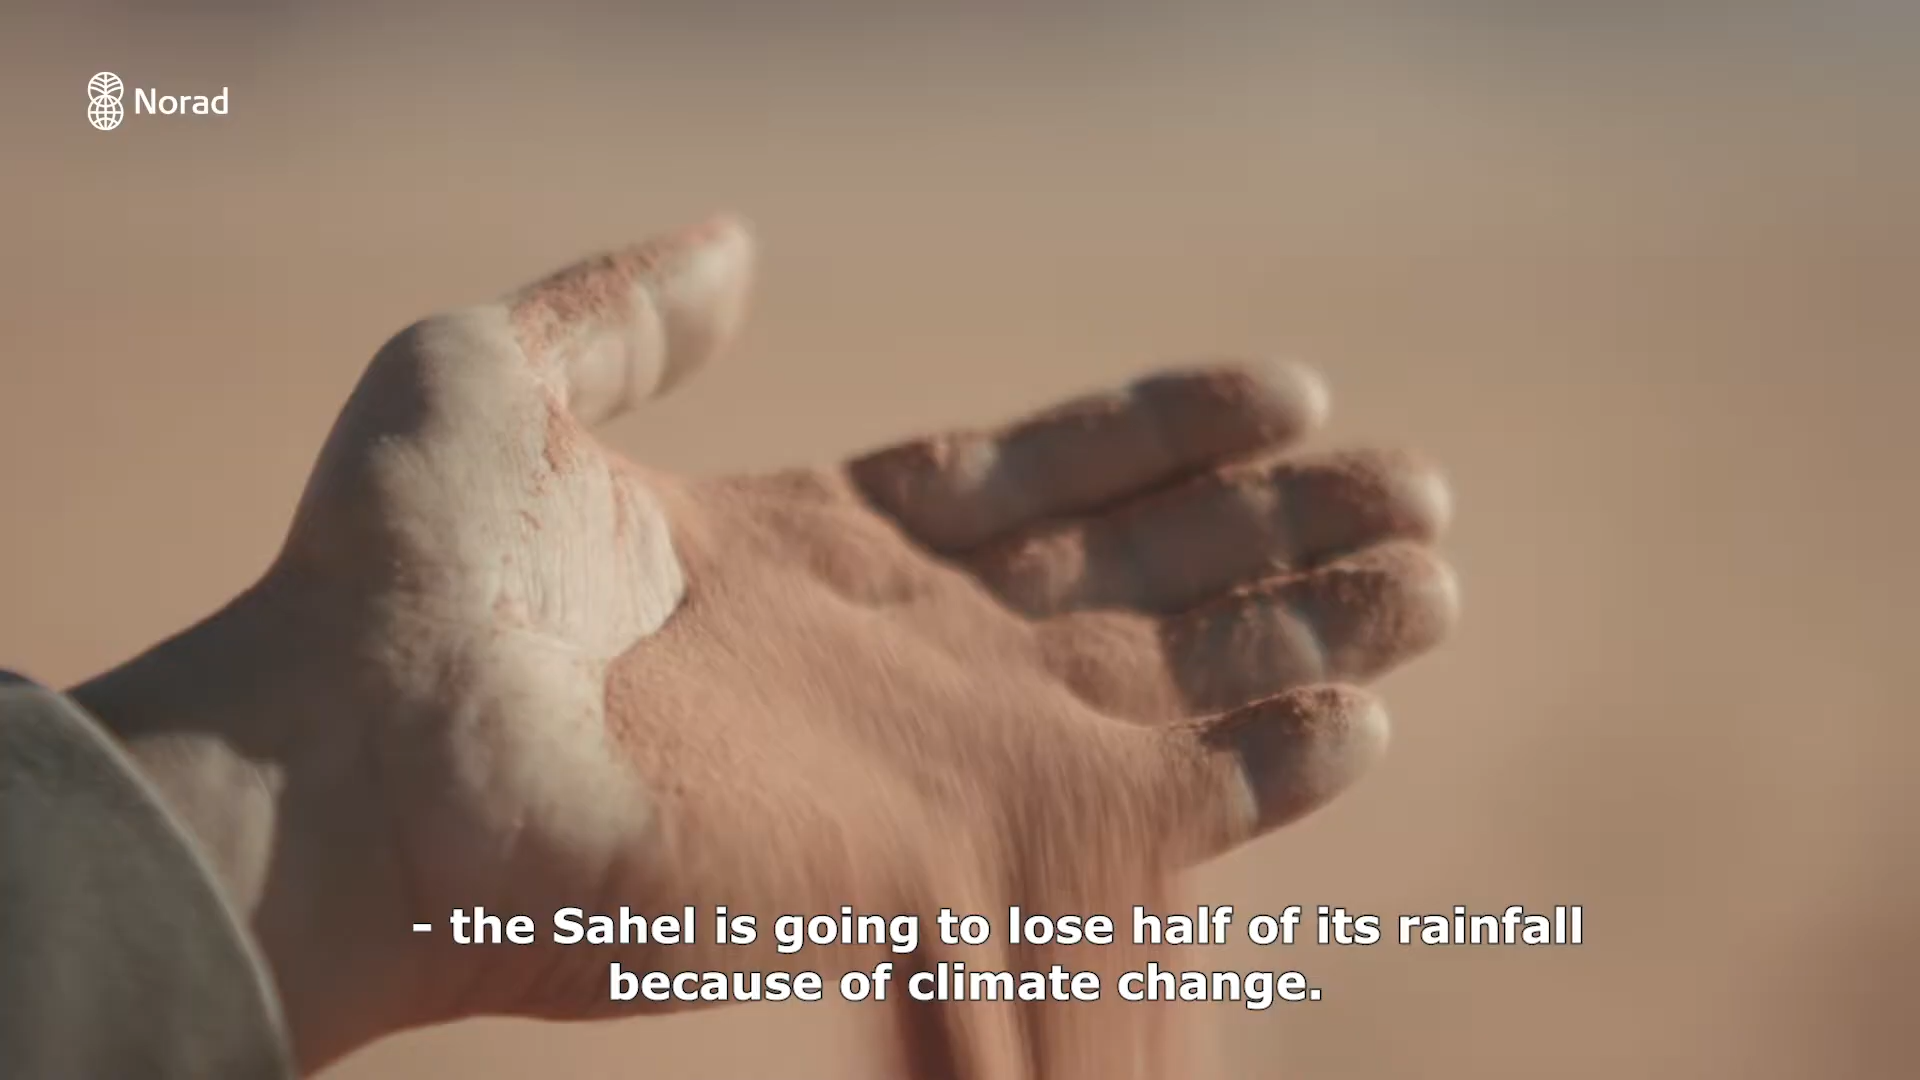 Norad
- the Sahel is going to lose half of its rainfall
because of climate change.